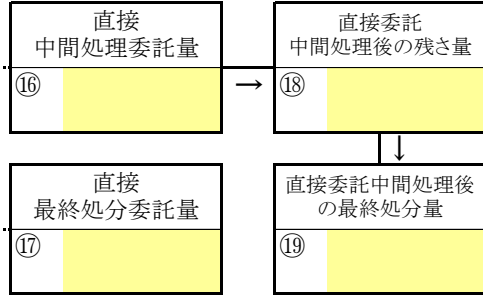 直接
中間処理委託量
⑯
→
直接委託
中間処理後の残さ量
⑱
↓
直接
最終処分委託量
⑰
直接委託中間処理後
の最終処分量
⑲